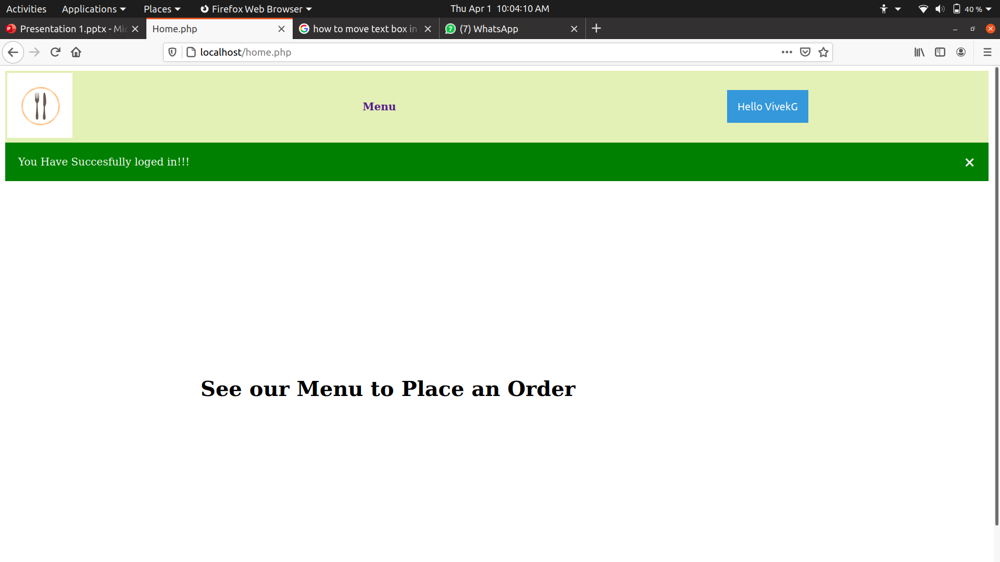 Activities Applications Places Firefox Web Browser Thu Apr 1 10:04:10 AM 40 %
Presentation 1.pptx - Mic Home.php how to move text box in (7) WhatsApp
localhost/home.php
Menu Hello VivekG
You Have Succesfully loged in!!!
See our Menu to Place an Order